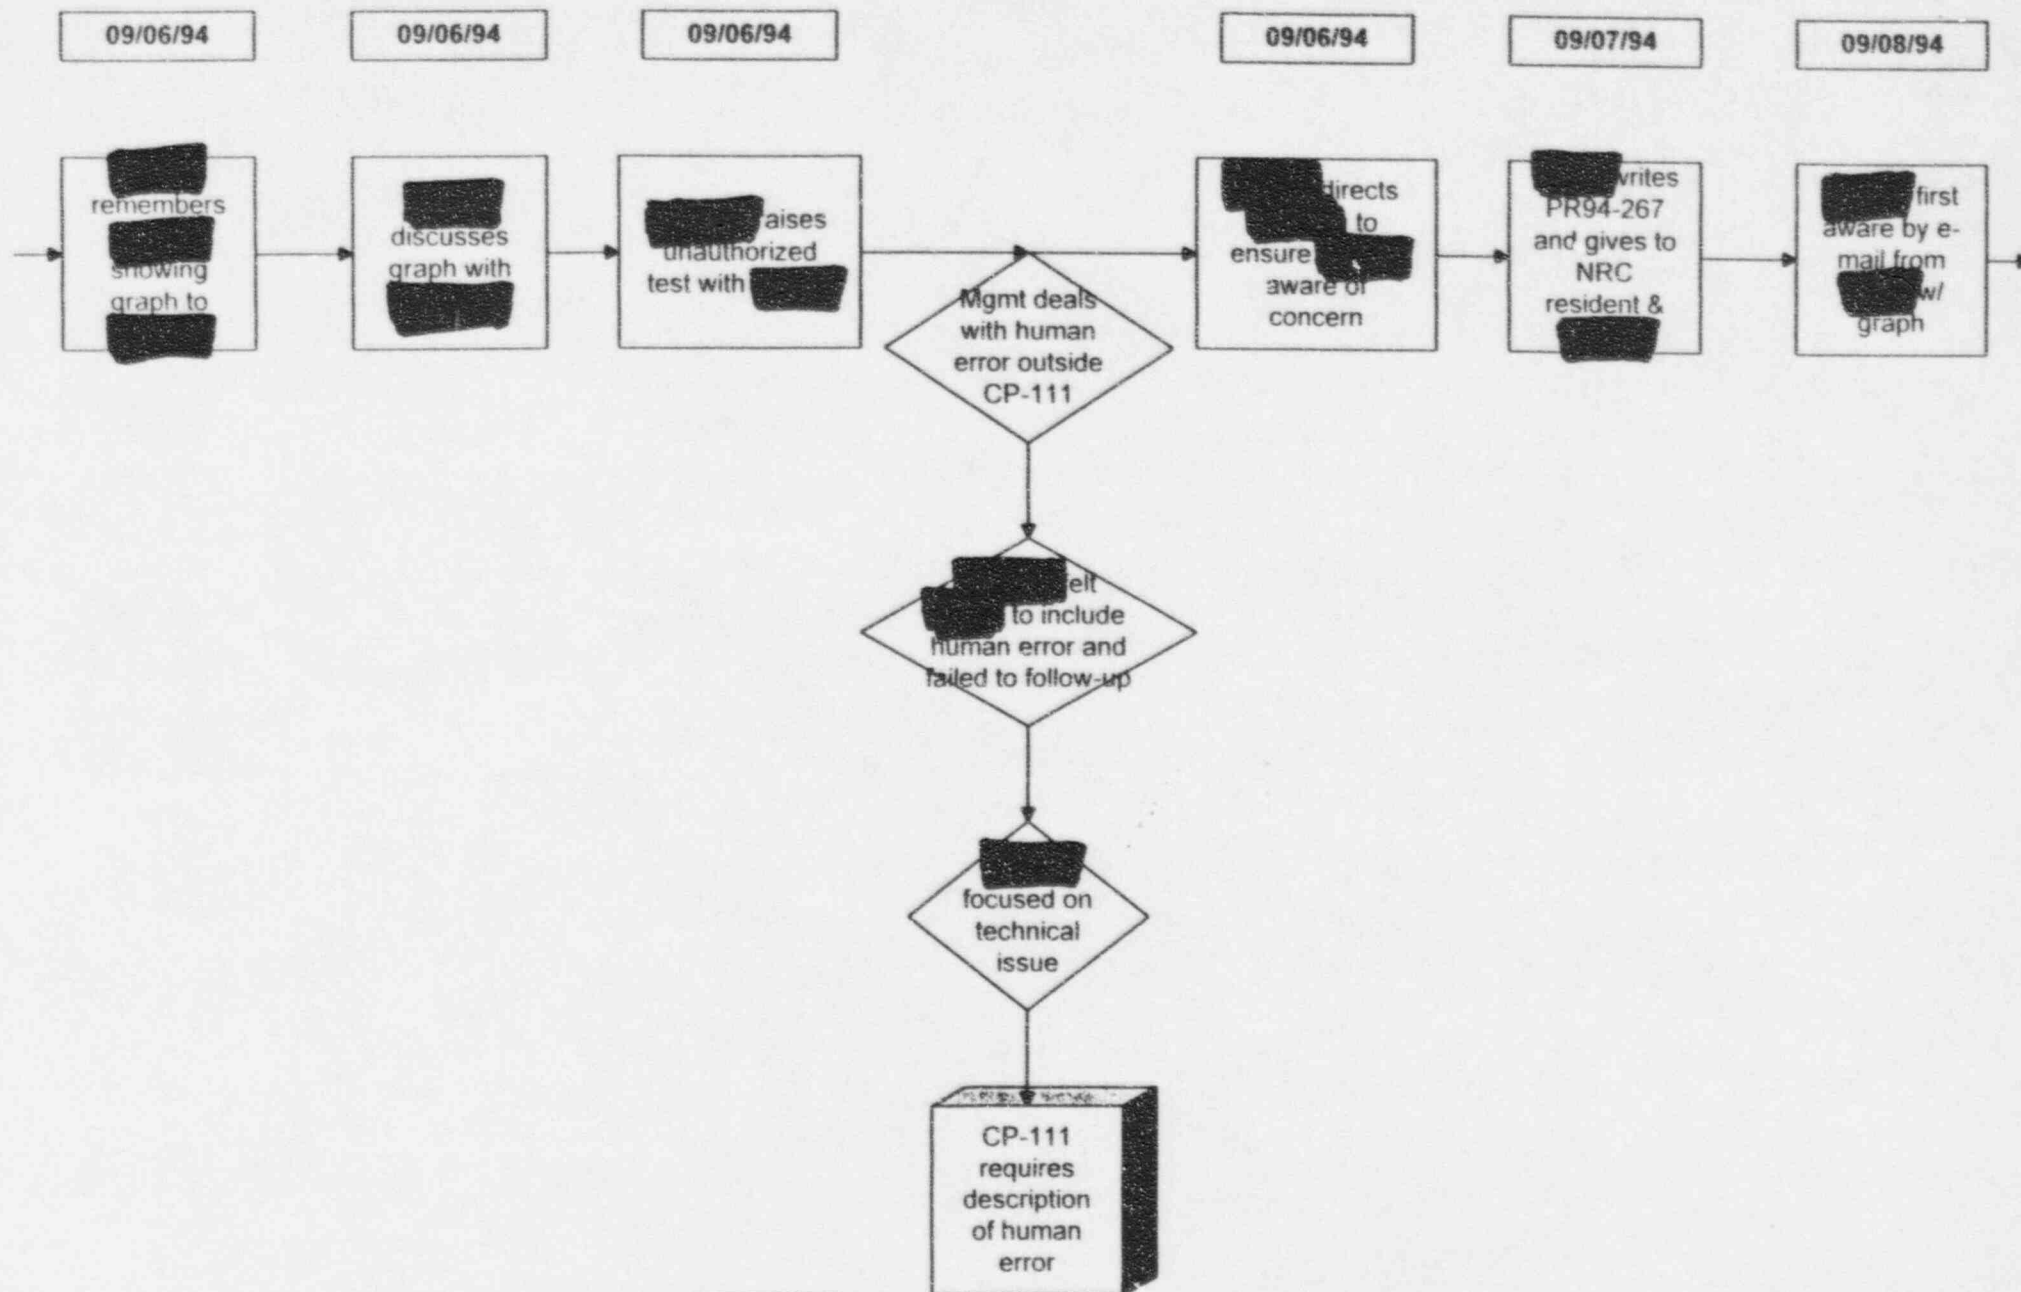 09/06/94
09/06/94
09/06/94
09/06/94
09/07/94
09/08/94
remembers
showing
graph to
discusses
graph with
aises
unauthorized
test with
Mgmt deals
with human
error outside
CP-111
directs
to
ensure
aware of
concern
writes
PR94-267
and gives to
NRC
resident &
first
aware by e-
mail from
w/
graph
elt
to include
human error and
failed to follow-up
focused on
technical
issue
CP-111
requires
description
of human
error